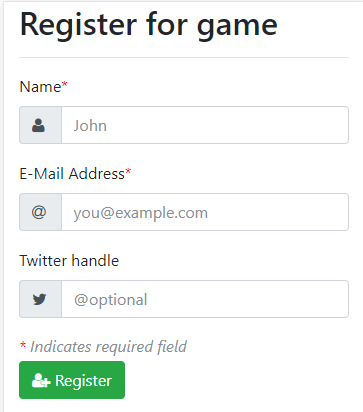 Register for game
Name*
John
E-Mail Address*
@ you@example.com
Twitter handle
@optional
* Indicates required field
Register